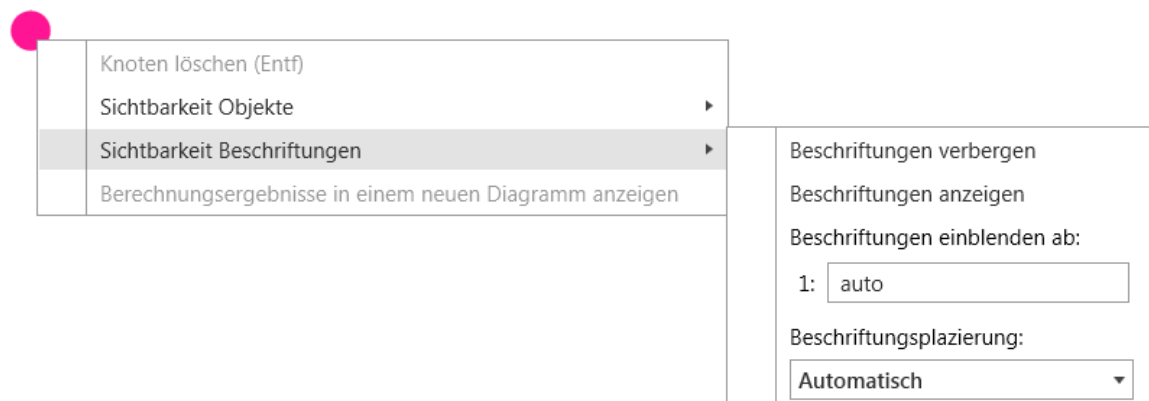 Knoten löschen (Entf)
Sichtbarkeit Objekte
Sichtbarkeit Beschriftungen
Berechnungsergebnisse in einem neuen Diagramm anzeigen
Beschriftungen verbergen
Beschriftungen anzeigen
Beschriftungen einblenden ab:
1: auto
Beschriftungsplazierung:
Automatisch